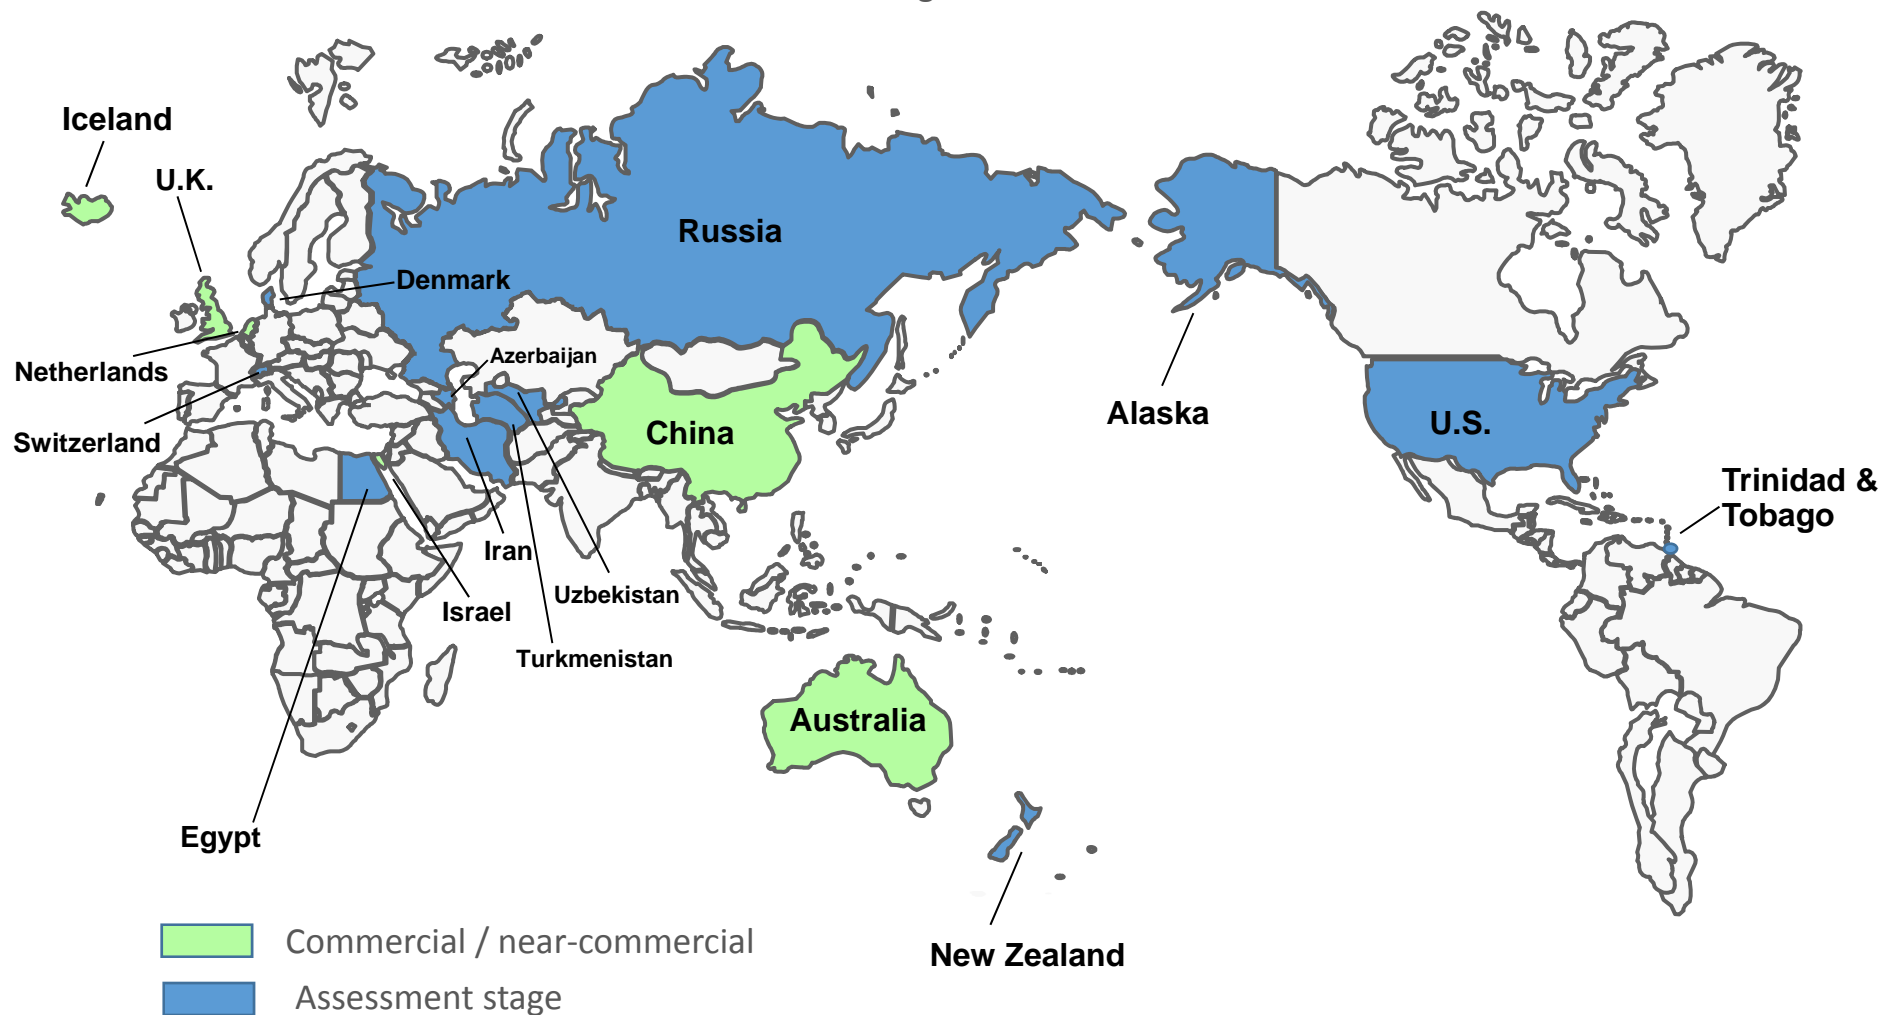 Iceland
U.K.
Russia
Denmark
Azerbaijan
Netherlands
Switzerland
China
Alaska
U.S.
Trinidad &
Tobago
Iran
Uzbekistan
Israel
Turkmenistan
Australia
Egypt
New Zealand
Commercial / near-commercial
Assessment stage